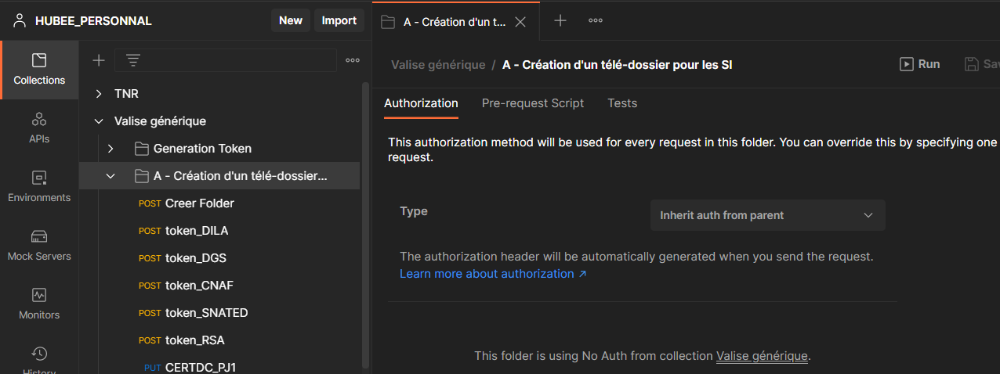 HUBEE_PERSONNAL
New
Import
Collections
APIs
Environments
Mock Servers
Monitors
History
TNR
Valise générique
Generation Token
A - Création d'un télé-dossier...
POST Creer Folder
POST token_DILA
POST token_DGS
POST token_CNAF
POST token_SNATED
POST token_RSA
PUT CERTDC_PJ1
A - Création d'un t...
Valise générique / A - Création d'un télé-dossier pour les SI
Run
Sav
Authorization
Pre-request Script
Tests
This authorization method will be used for every request in this folder. You can override this by specifying one
request.
Type
Inherit auth from parent
The authorization header will be automatically generated when you send the request.
Learn more about authorization ↗
This folder is using No Auth from collection Valise générique.